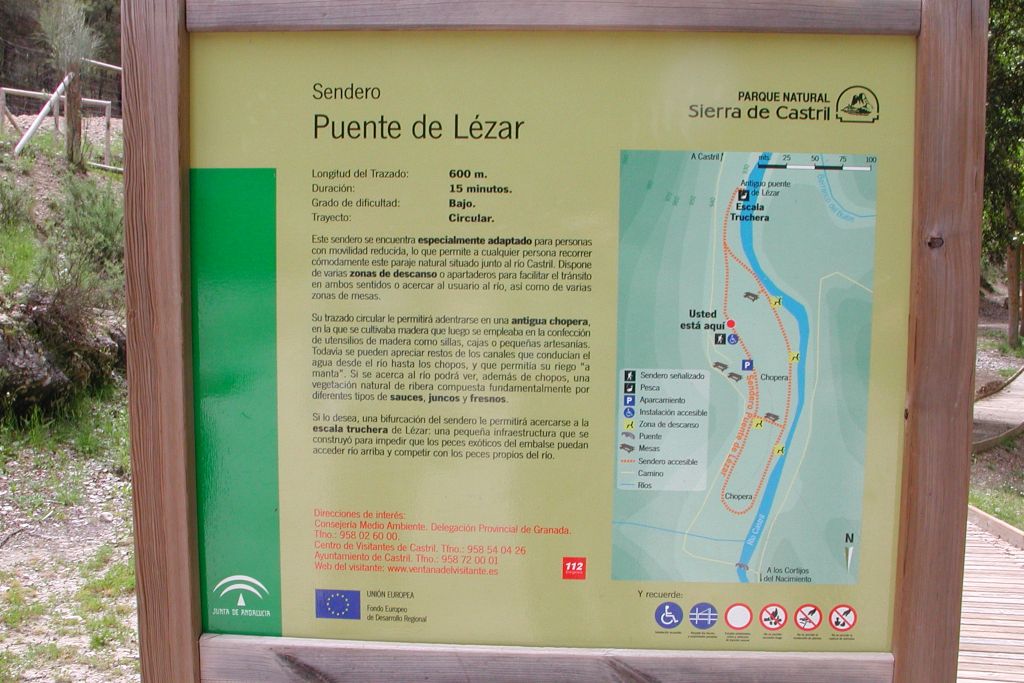 Sendero
Puente de Lézar
PARQUE NATURAL
Sierra de Castril
Longitud del Trazado: 600 m.
Duración: 15 minutos.
Grado de dificultad: Bajo.
Trayecto: Circular.
Este sendero se encuentra especialmente adaptado para personas
con movilidad reducida, lo que permite a cualquier persona recorrer
cómodamente este paraje natural situado junto al río Castril. Dispone
de varias zonas de descanso o apartaderos para facilitar el tránsito
en ambos sentidos o acercar al usuario al río, así como de varias
zonas de mesas.
Su trazado circular le permitirá adentrarse en una antigua chopera,
en la que se cultivaba madera que luego se empleaba en la confección
de utensilios de madera como sillas, cajas o pequeñas artesanías.
Todavía se pueden apreciar restos de los canales que conducían el
agua desde el río hasta los chopos, y que permitía su riego "a
manta". Si se acerca al río podrá ver, además de chopos, una
vegetación natural de ribera compuesta fundamentalmente por
diferentes tipos de sauces, juncos y fresnos.
Si lo desea, una bifurcación del sendero le permitirá acercarse a la
escala truchera de Lézar: una pequeña infraestructura que se
construyó para impedir que los peces exóticos del embalse puedan
acceder río arriba y competir con los peces propios del río.
Direcciones de interés:
Consejería Medio Ambiente. Delegación Provincial de Granada.
Tfno.: 958 02 60 00.
Centro de Visitantes de Castril. Tfno.: 958 54 04 26
Ayuntamiento de Castril. Tfno.: 958 72 00 01
Web del visitante: www.ventanadelvisitante.es
112
JUNTA DE ANDALUCIA
UNIÓN EUROPEA
Fondo Europeo
de Desarrollo Regional
A Castril
mts 25 50 75 100
Antiguo puente
de Lézar
Escala
Truchera
Usted
está aquí
P
Chopera
Sendero Puente de Lézar
Chopera
Río Castril
N
A los Cortijos
del Nacimiento
Sendero señalizado
Pesca
P Aparcamiento
Instalación accesible
Zona de descanso
Puente
Mesas
Sendero accesible
Camino
Ríos
Y recuerde: